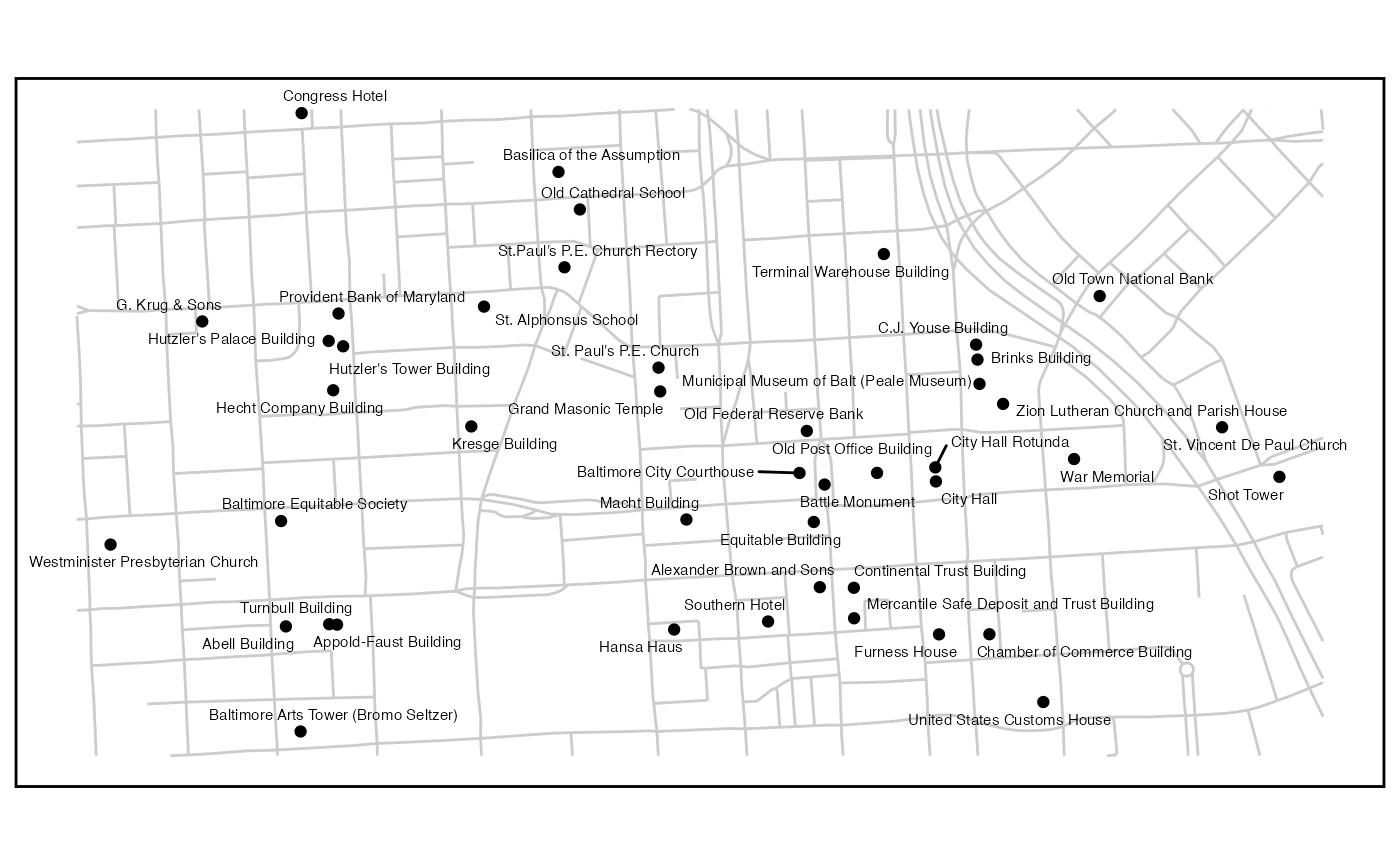 Congress Hotel
Basilica of the Assumption
Old Cathedral School
St.Paul's P.E. Church Rectory
Terminal Warehouse Building
Old Town National Bank
Provident Bank of Maryland
G. Krug & Sons
St. Alphonsus School
C.J. Youse Building
Hutzler's Palace Building
St. Paul's P.E. Church
Brinks Building
Hutzler's Tower Building
Municipal Museum of Balt (Peale Museum)
Hecht Company Building
Grand Masonic Temple
Zion Lutheran Church and Parish House
Old Federal Reserve Bank
Kresge Building
City Hall Rotunda
St. Vincent De Paul Church
Old Post Office Building
Baltimore City Courthouse
War Memorial
Shot Tower
City Hall
Battle Monument
Macht Building
Baltimore Equitable Society
Equitable Building
Westminister Presbyterian Church
Alexander Brown and Sons
Continental Trust Building
Mercantile Safe Deposit and Trust Building
Southern Hotel
Turnbull Building
Appold-Faust Building
Abell Building
Hansa Haus
Furness House
Chamber of Commerce Building
Baltimore Arts Tower (Bromo Seltzer)
United States Customs House